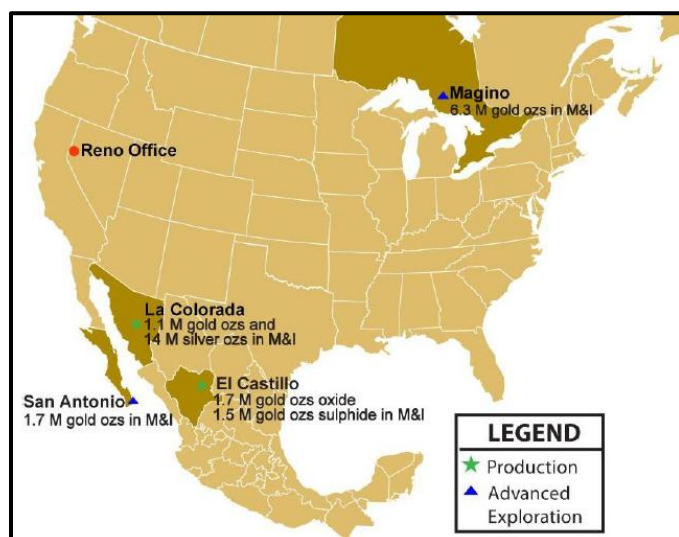 Magino
6.3 M gold ozs in M&I
Reno Office
La Colorada
1.1 M gold ozs and
14 M silver ozs in M&I
El Castillo
1.7 M gold ozs oxide
1.5 M gold ozs sulphide in M&I
San Antonio
1.7 M gold ozs in M&I
LEGEND
Production
Advanced
Exploration